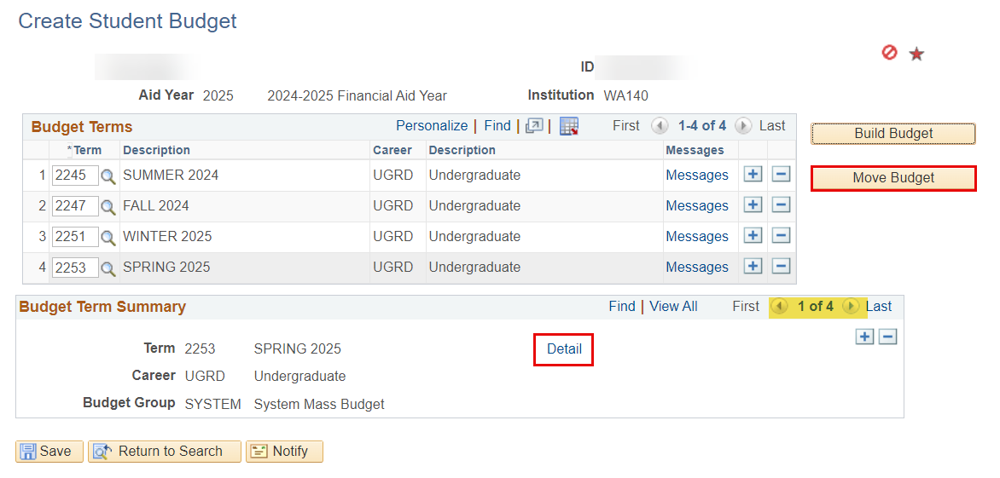 Create Student Budget
ID
Aid Year 2025 2024-2025 Financial Aid Year Institution WA140
Budget Terms Personalize | Find | | First 1-4 of 4 Last
Build Budget
*Term Description Career Description Messages
1 2245 SUMMER 2024 UGRD Undergraduate Messages
Move Budget
2 2247 FALL 2024 UGRD Undergraduate Messages
3 2251 WINTER 2025 UGRD Undergraduate Messages
4 2253 SPRING 2025 UGRD Undergraduate Messages
Budget Term Summary Find | View All First 1 of 4 Last
Term 2253 SPRING 2025 Detail
Career UGRD Undergraduate
Budget Group SYSTEM System Mass Budget
Save Return to Search Notify